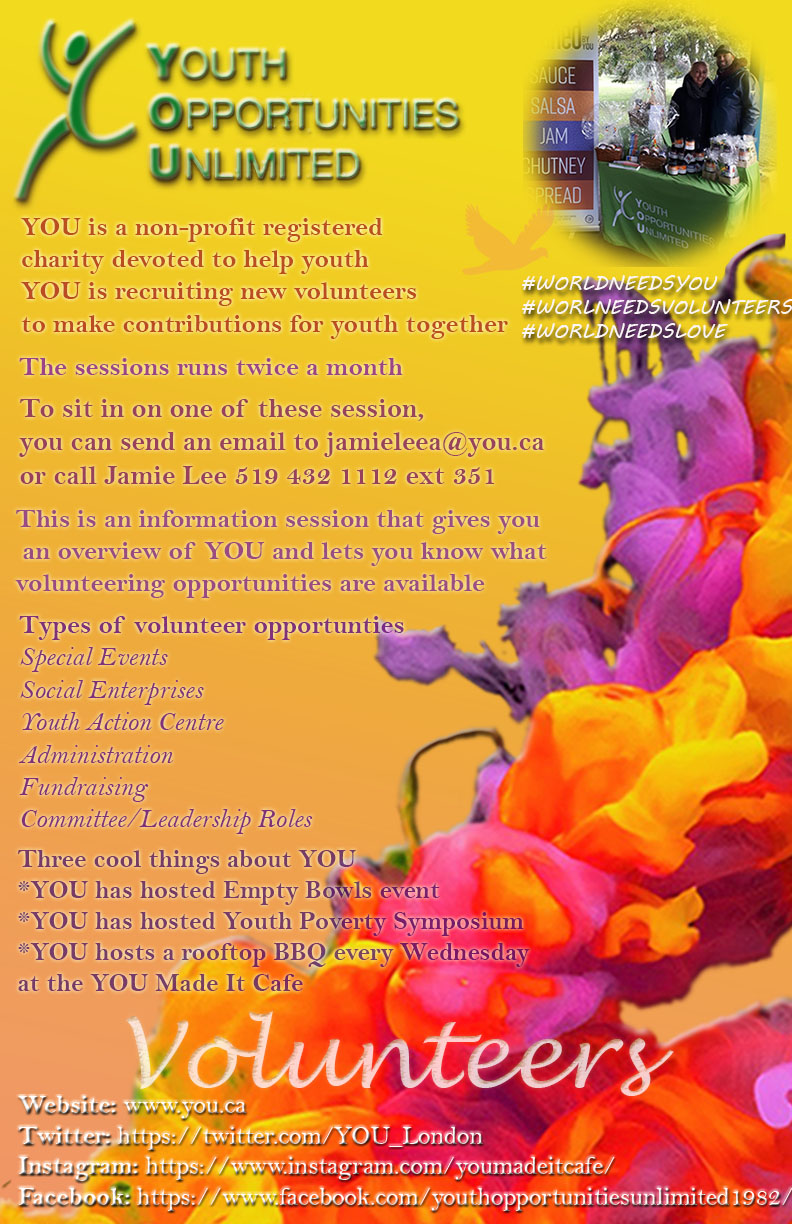 YOUTH
OPPORTUNITIES
UNLIMITED
BY YOU
SAUCE
SALSA
JAM
CHUTNEY
SPREAD
YOUTH
OPPORTUNITIES
UNLIMITED
YOU is a non-profit registered
charity devoted to help youth
YOU is recruiting new volunteers
to make contributions for youth together
#WORLDNEEDSYOU
#WORLNEEDSVOLUNTEERS
#WORLDNEEDSLOVE
The sessions runs twice a month
To sit in on one of these session,
you can send an email to jamieleea@you.ca
or call Jamie Lee 519 432 1112 ext 351
This is an information session that gives you
an overview of YOU and lets you know what
volunteering opportunities are available
Types of volunteer opportunties
Special Events
Social Enterprises
Youth Action Centre
Administration
Fundraising
Committee/Leadership Roles
Three cool things about YOU
*YOU has hosted Empty Bowls event
*YOU has hosted Youth Poverty Symposium
*YOU hosts a rooftop BBQ every Wednesday
at the YOU Made It Cafe
Volunteers
Website: www.you.ca
Twitter: https://twitter.com/YOU_London
Instagram: https://www.instagram.com/youmadeitcafe/
Facebook: https://www.facebook.com/youthopportunitiesunlimited1982/